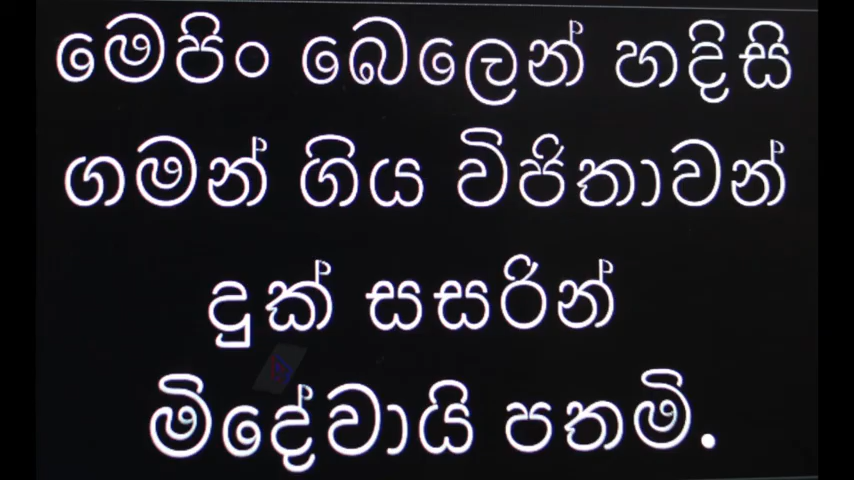 මෙපිං බෙලෙන් හදිසි
ගමන් ගිය විජිතාවන්
දුක් සසරින්
මිදේවායි පතමි.